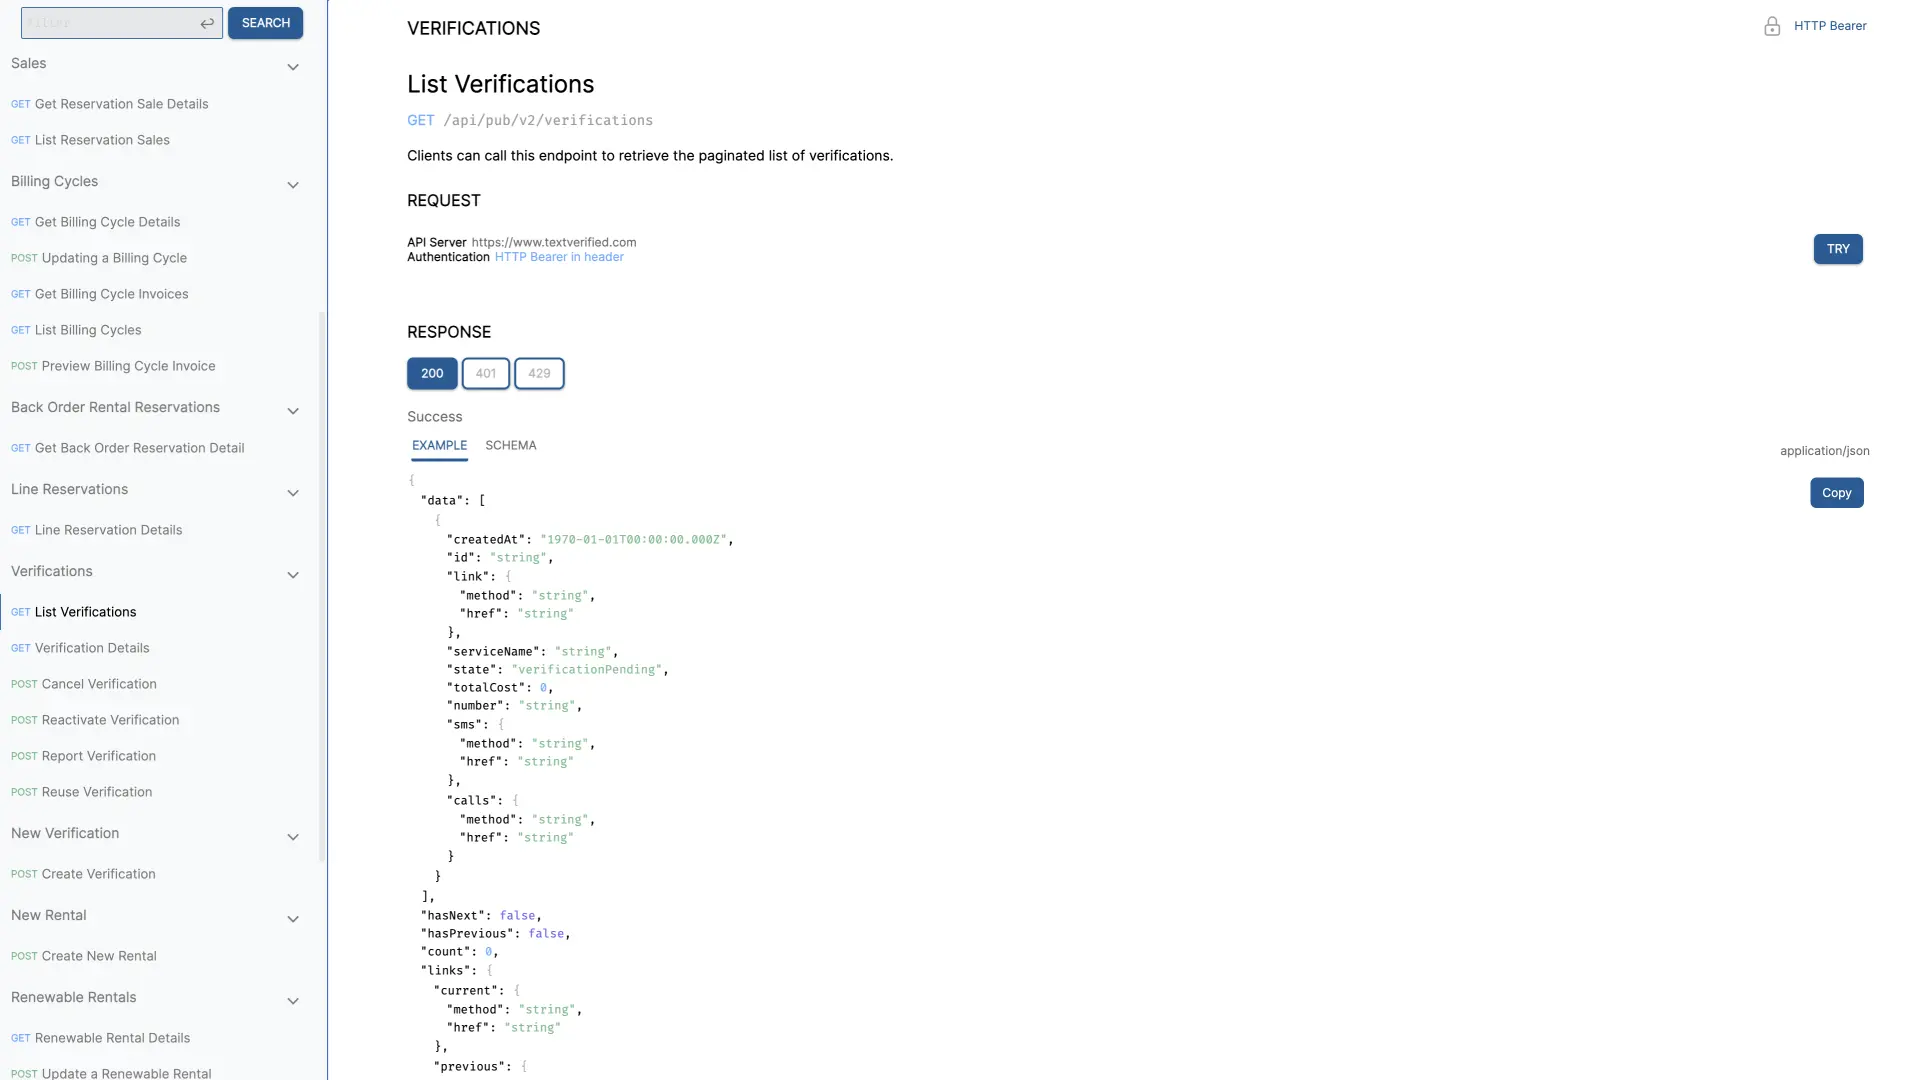 Filter
SEARCH
Sales
GET Get Reservation Sale Details
GET List Reservation Sales
Billing Cycles
GET Get Billing Cycle Details
POST Updating a Billing Cycle
GET Get Billing Cycle Invoices
GET List Billing Cycles
POST Preview Billing Cycle Invoice
Back Order Rental Reservations
GET Get Back Order Reservation Detail
Line Reservations
GET Line Reservation Details
Verifications
GET List Verifications
GET Verification Details
POST Cancel Verification
POST Reactivate Verification
POST Report Verification
POST Reuse Verification
New Verification
POST Create Verification
New Rental
POST Create New Rental
Renewable Rentals
GET Renewable Rental Details
POST Update a Renewable Rental
VERIFICATIONS
HTTP Bearer
List Verifications
GET /api/pub/v2/verifications
Clients can call this endpoint to retrieve the paginated list of verifications.
REQUEST
API Server https://www.textverified.com
Authentication HTTP Bearer in header
TRY
RESPONSE
200 401 429
Success
EXAMPLE SCHEMA
application/json
Copy
{
"data": [
{
"createdAt": "1970-01-01T00:00:00.000Z",
"id": "string",
"link": {
"method": "string",
"href": "string"
},
"serviceName": "string",
"state": "verificationPending",
"totalCost": 0,
"number": "string",
"sms": {
"method": "string",
"href": "string"
},
"calls": {
"method": "string",
"href": "string"
}
}
],
"hasNext": false,
"hasPrevious": false,
"count": 0,
"links": {
"current": {
"method": "string",
"href": "string"
},
"previous": {